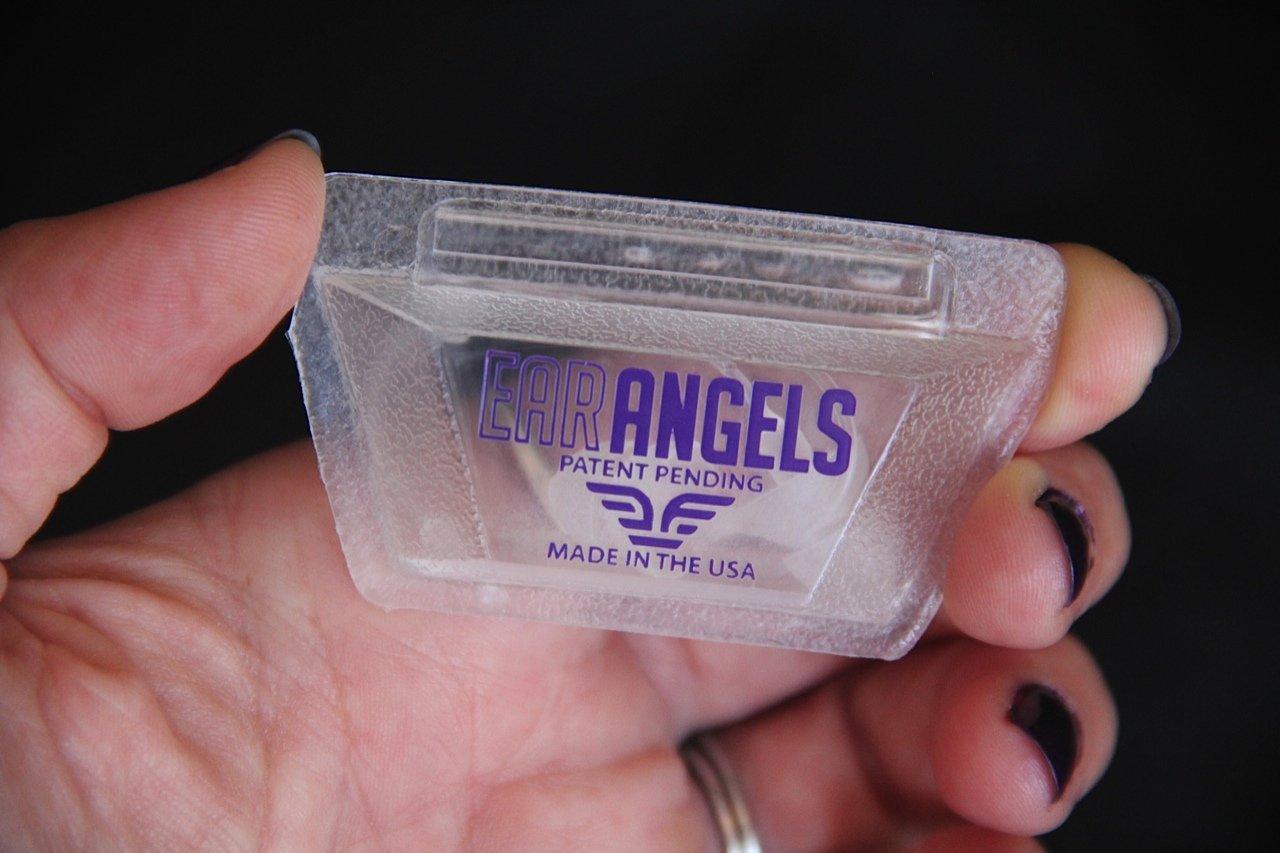 EARANGELS
PATENT PENDING
MADE IN THE USA